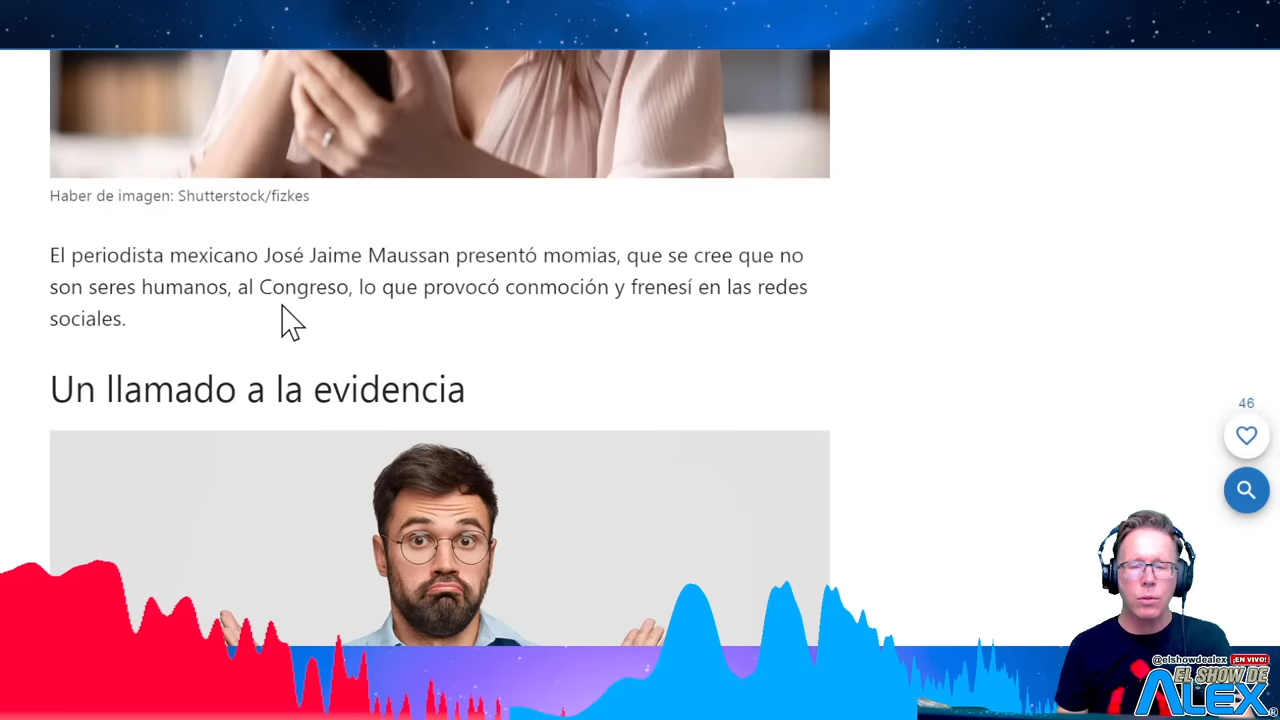 Haber de imagen: Shutterstock/fizkes
El periodista mexicano José Jaime Maussan presentó momias, que se cree que no
son seres humanos, al Congreso, lo que provocó conmoción y frenesí en las redes
sociales.
Un llamado a la evidencia
46
@elshowdealex ¡EN VIVO!
EL SHOW DE
ALEX